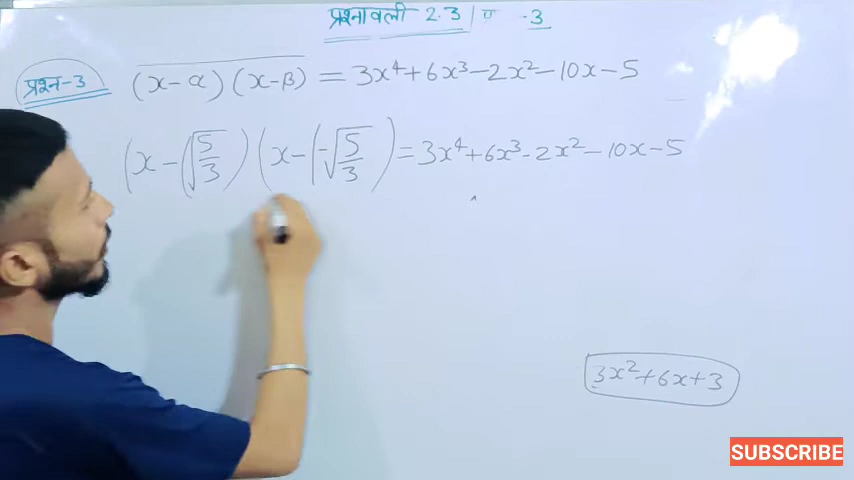 प्रश्नावली 2.3 -3
प्रश्न-3 (x-α)(x-β) = 3x⁴+6x³-2x²-10x-5
(x-(√5/3)(x-(-√5/3) = 3x⁴+6x³-2x²-10x-5
3x²+6x+3
SUBSCRIBE